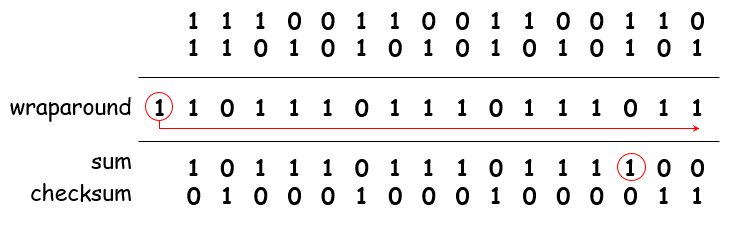 1 1 1 0 0 1 1 0 0 1 1 0 0 1 1 0
1 1 0 1 0 1 0 1 0 1 0 1 0 1 0 1
wraparound 1 1 0 1 1 1 0 1 1 1 0 1 1 1 0 1 1
sum 1 0 1 1 1 0 1 1 1 0 1 1 1 1 0 0
checksum 0 1 0 0 0 1 0 0 0 1 0 0 0 0 1 1